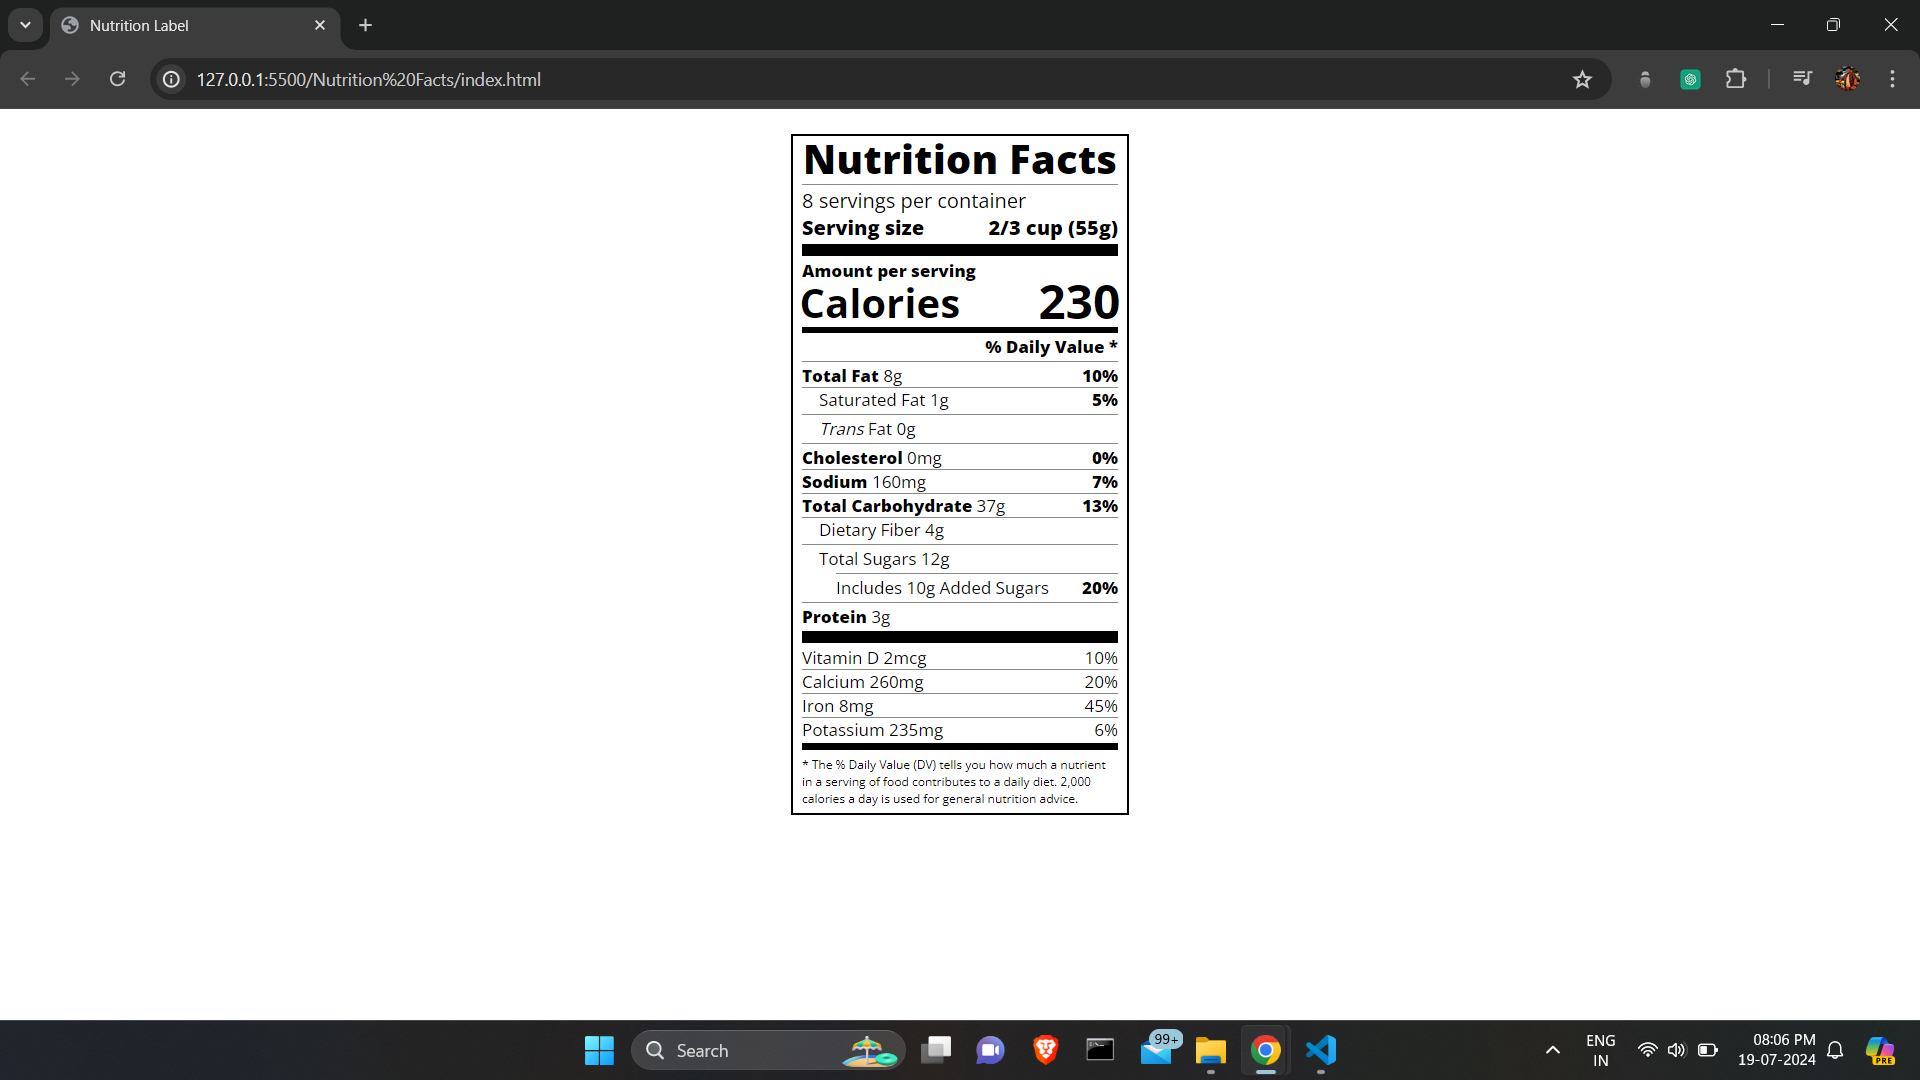 Nutrition Label
127.0.0.1:5500/Nutrition%20Facts/index.html
Nutrition Facts
8 servings per container
Serving size 2/3 cup (55g)
Amount per serving
Calories 230
% Daily Value *
Total Fat 8g 10%
Saturated Fat 1g 5%
Trans Fat 0g
Cholesterol 0mg 0%
Sodium 160mg 7%
Total Carbohydrate 37g 13%
Dietary Fiber 4g
Total Sugars 12g
Includes 10g Added Sugars 20%
Protein 3g
Vitamin D 2mcg 10%
Calcium 260mg 20%
Iron 8mg 45%
Potassium 235mg 6%
* The % Daily Value (DV) tells you how much a nutrient
in a serving of food contributes to a daily diet. 2,000
calories a day is used for general nutrition advice.
Search
99+
ENG
IN
08:06 PM
19-07-2024
PRE